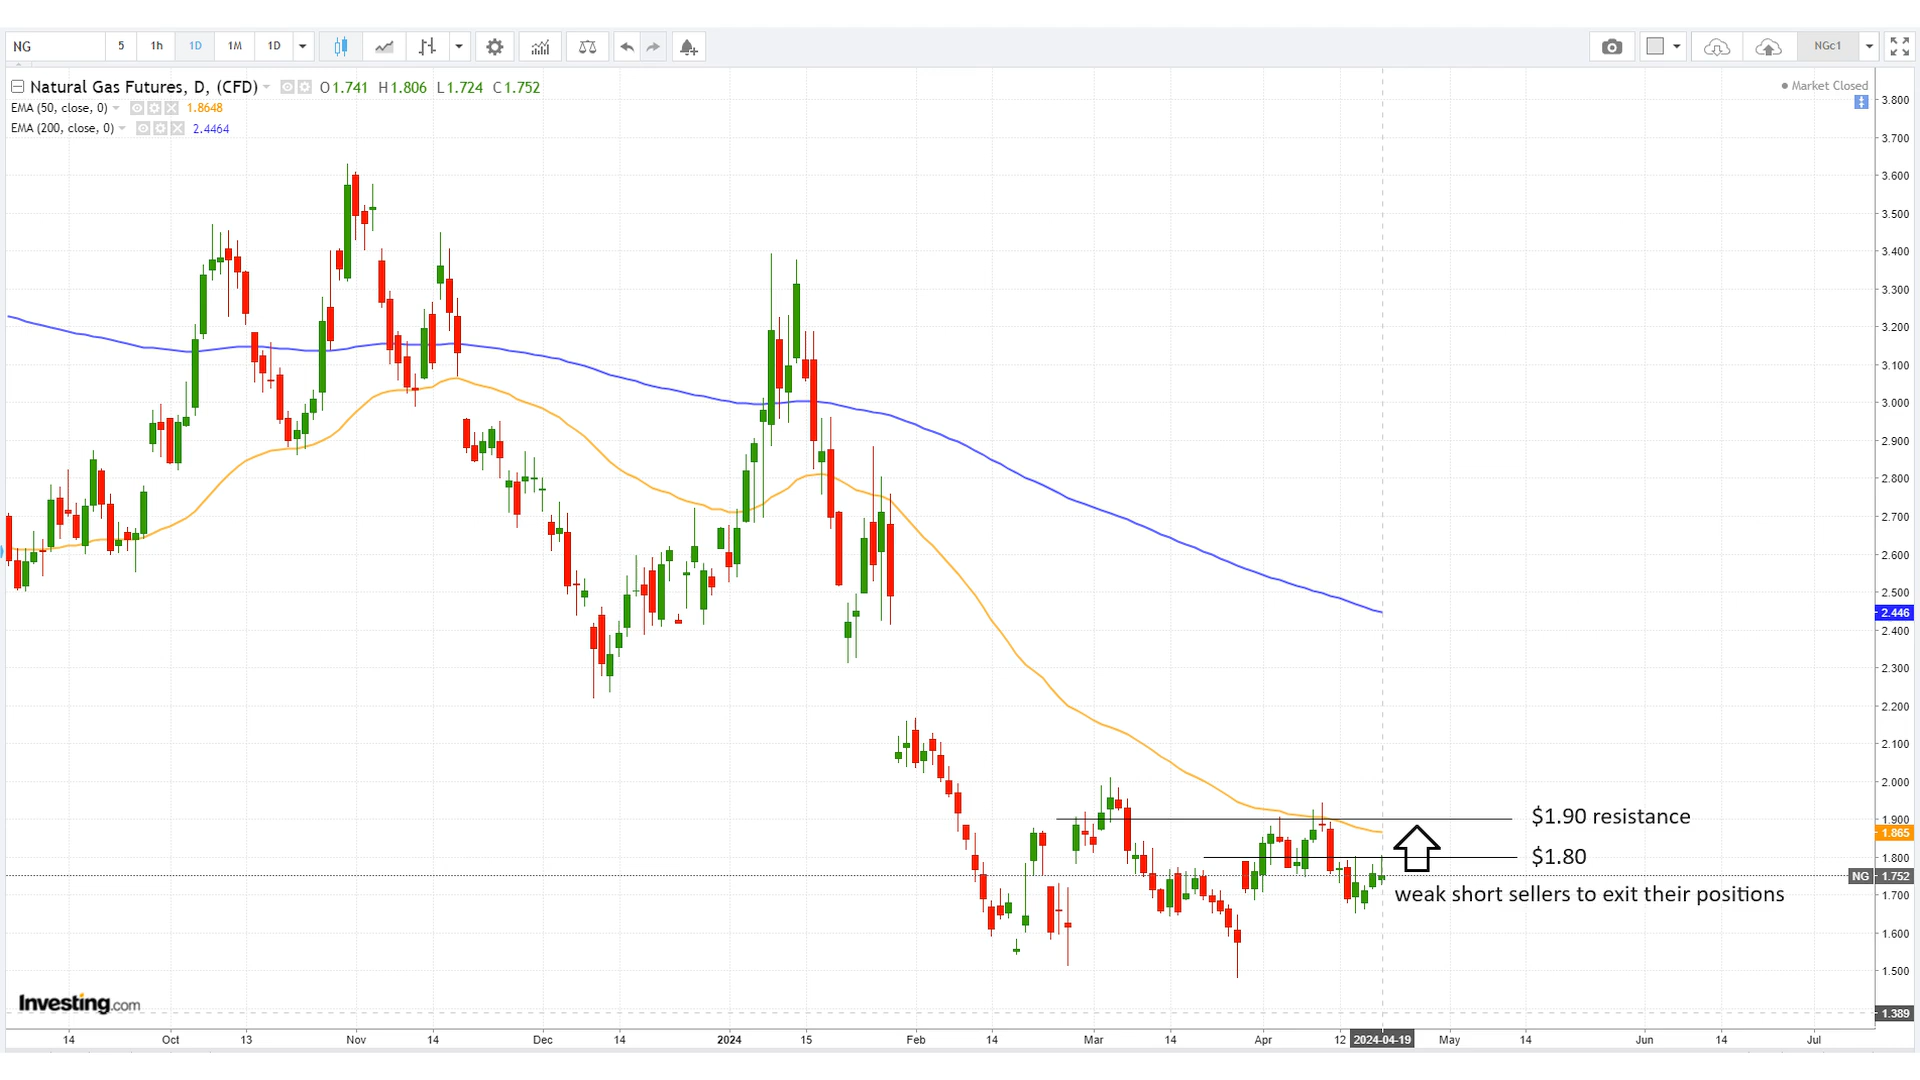 NG 5 1h 1D 1M 1D NGc1
Natural Gas Futures, D, (CFD) O1.741 H1.806 L1.724 C1.752
Market Closed
EMA (50, close, 0) 1.8648
EMA (200, close, 0) 2.4464
3.800
3.700
3.600
3.500
3.400
3.300
3.200
3.100
3.000
2.900
2.800
2.700
2.600
2.500
2.446
2.400
2.300
2.200
2.100
2.000
$1.90 resistance
1.900
1.865
$1.80
1.800
NG 1.752
weak short sellers to exit their positions
1.700
1.600
1.500
Investing.com
1.389
14 Oct 13 Nov 14 Dec 14 2024 15 Feb 14 Mar 14 Apr 12 2024-04-19 May 14 Jun 14 Jul